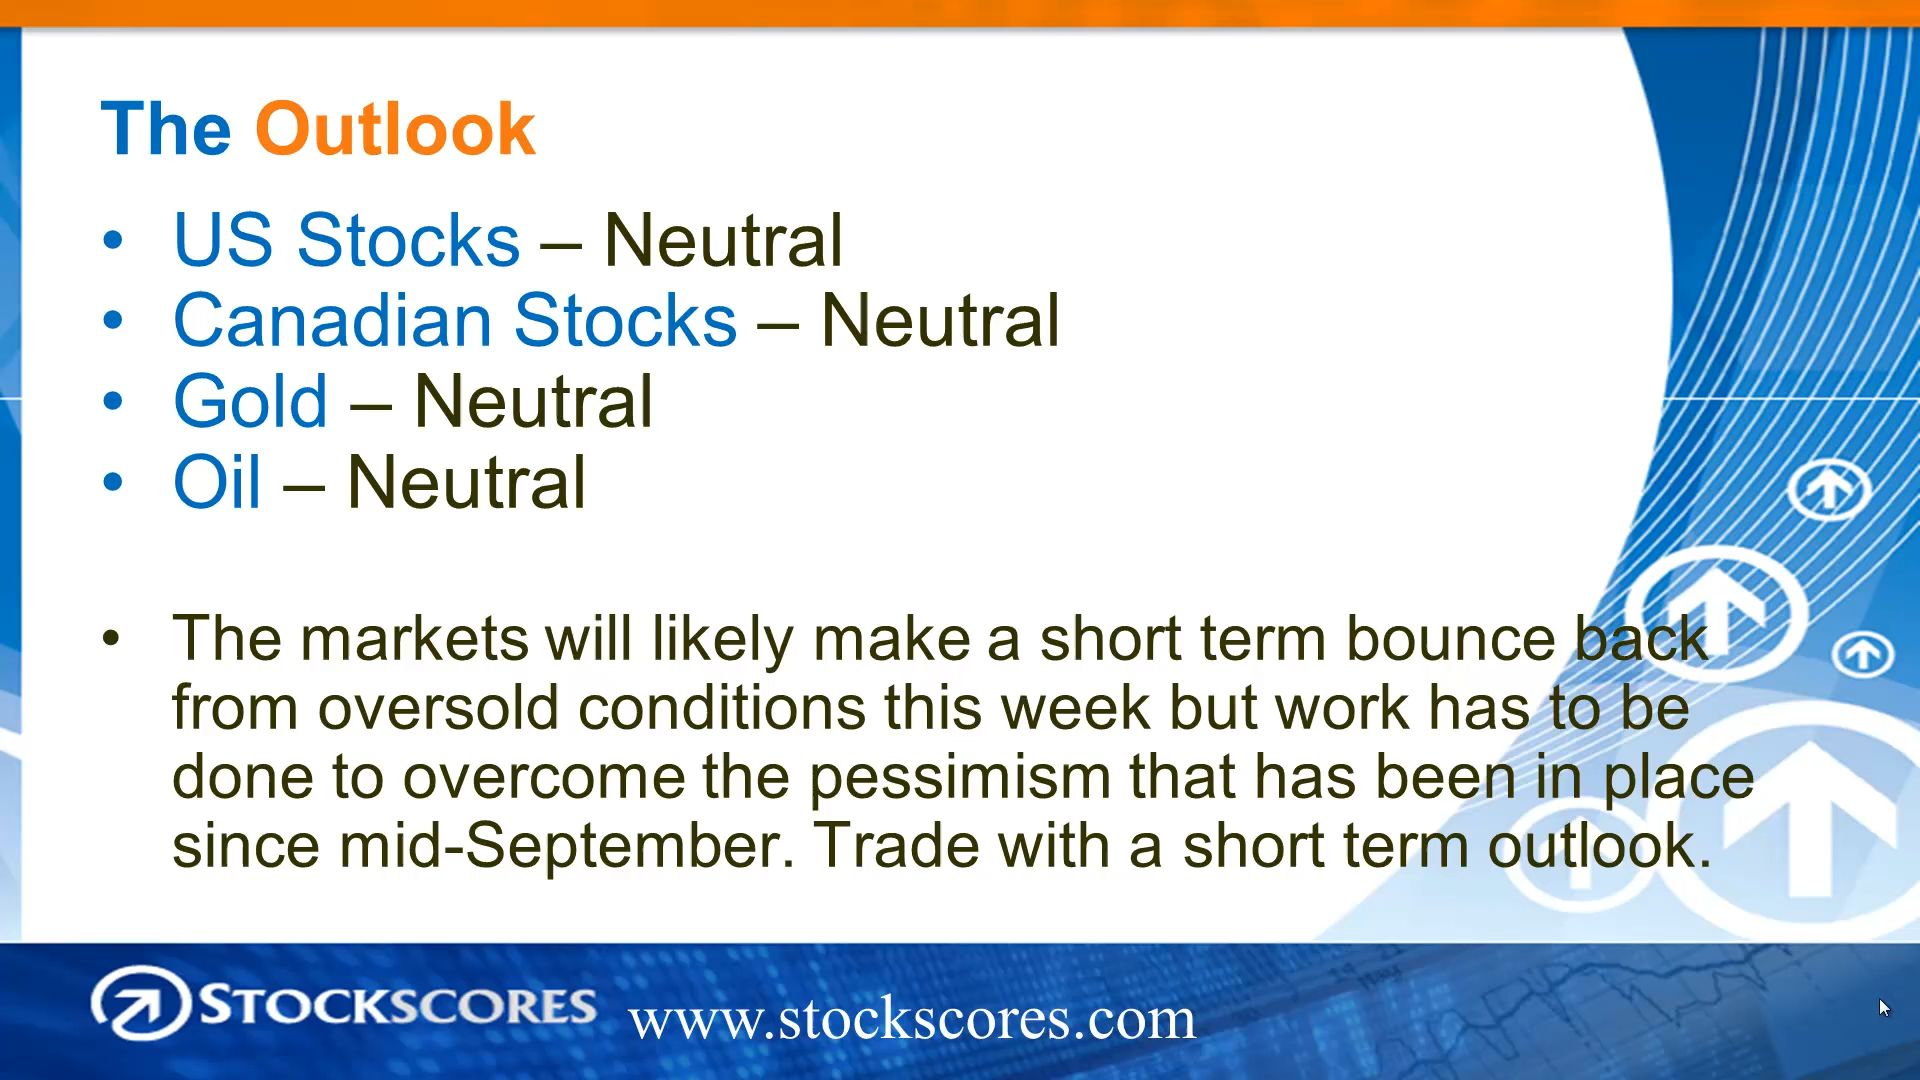 The Outlook
• US Stocks – Neutral
• Canadian Stocks – Neutral
• Gold – Neutral
• Oil – Neutral
• The markets will likely make a short term bounce back
from oversold conditions this week but work has to be
done to overcome the pessimism that has been in place
since mid-September. Trade with a short term outlook.
STOCKSCORES www.stockscores.com